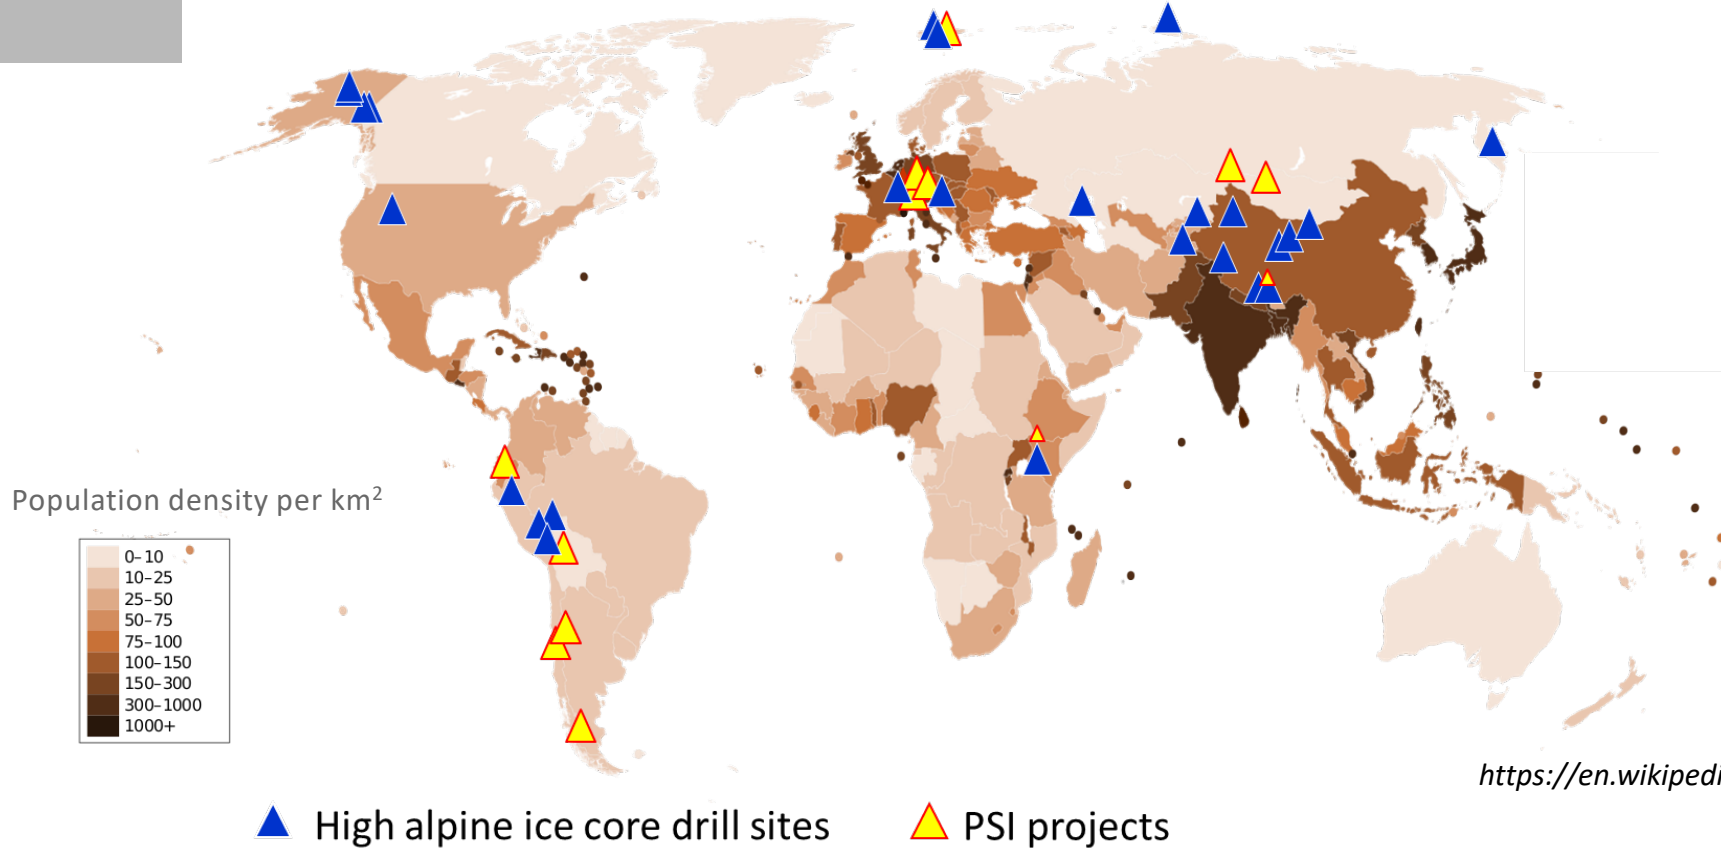 Population density per km²
0–10
10–25
25–50
50–75
75–100
100–150
150–300
300–1000
1000+
https://en.wikipedi
High alpine ice core drill sites
PSI projects